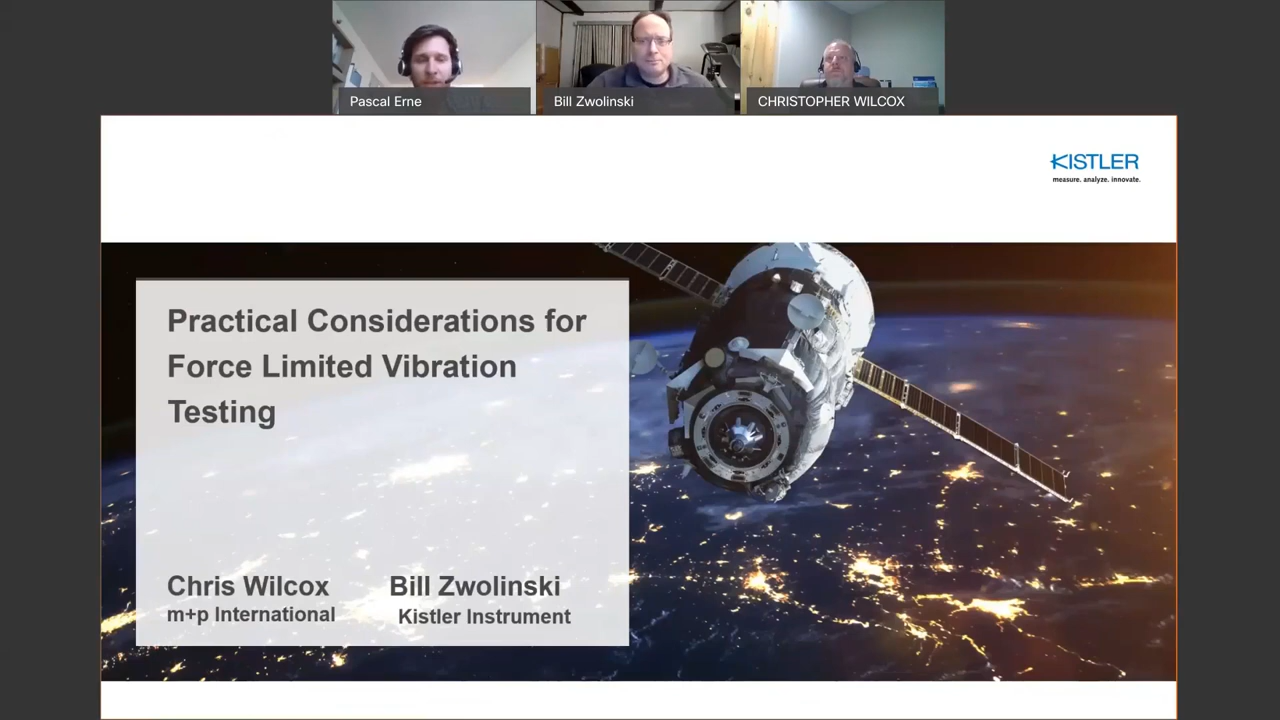 Pascal Erne
Bill Zwolinski
CHRISTOPHER WILCOX
KISTLER
measure. analyze. innovate.
Practical Considerations for
Force Limited Vibration
Testing
Chris Wilcox
Bill Zwolinski
m+p International
Kistler Instrument